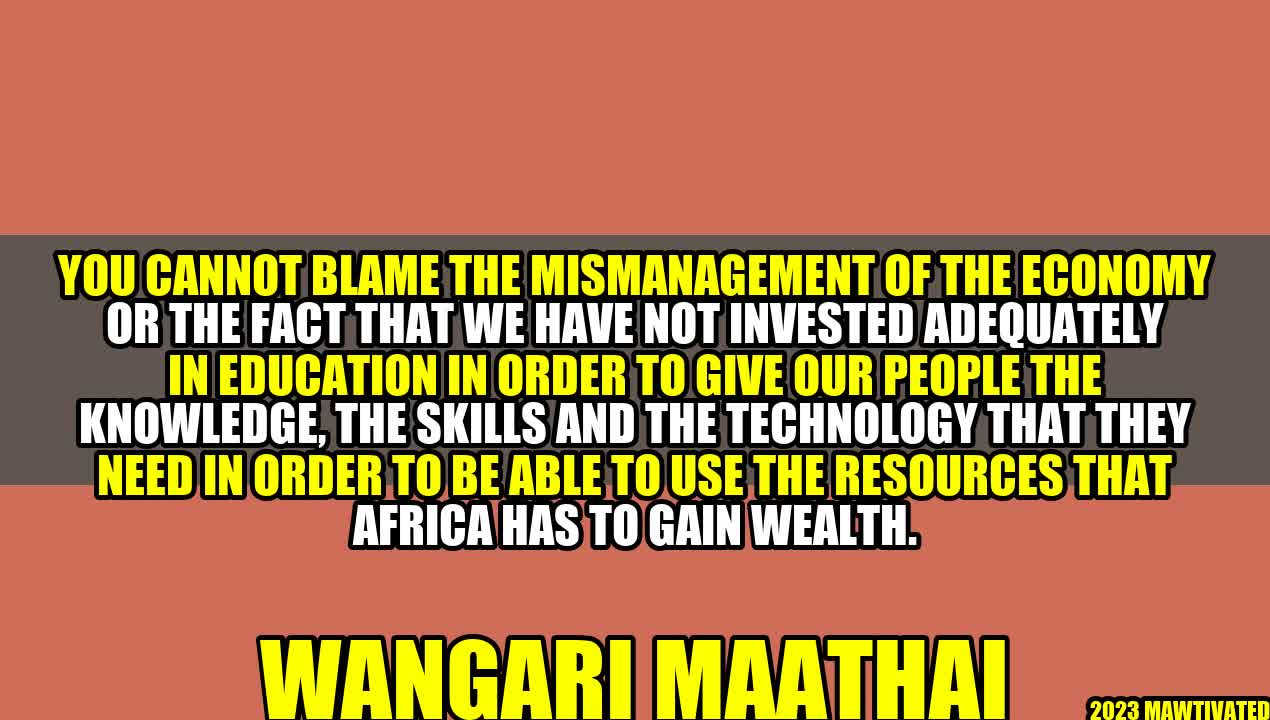 YOU CANNOT BLAME THE MISMANAGEMENT OF THE ECONOMY
OR THE FACT THAT WE HAVE NOT INVESTED ADEQUATELY
IN EDUCATION IN ORDER TO GIVE OUR PEOPLE THE
KNOWLEDGE, THE SKILLS AND THE TECHNOLOGY THAT THEY
NEED IN ORDER TO BE ABLE TO USE THE RESOURCES THAT
AFRICA HAS TO GAIN WEALTH.
WANGARI MAATHAI
2023 MAWTIVATED